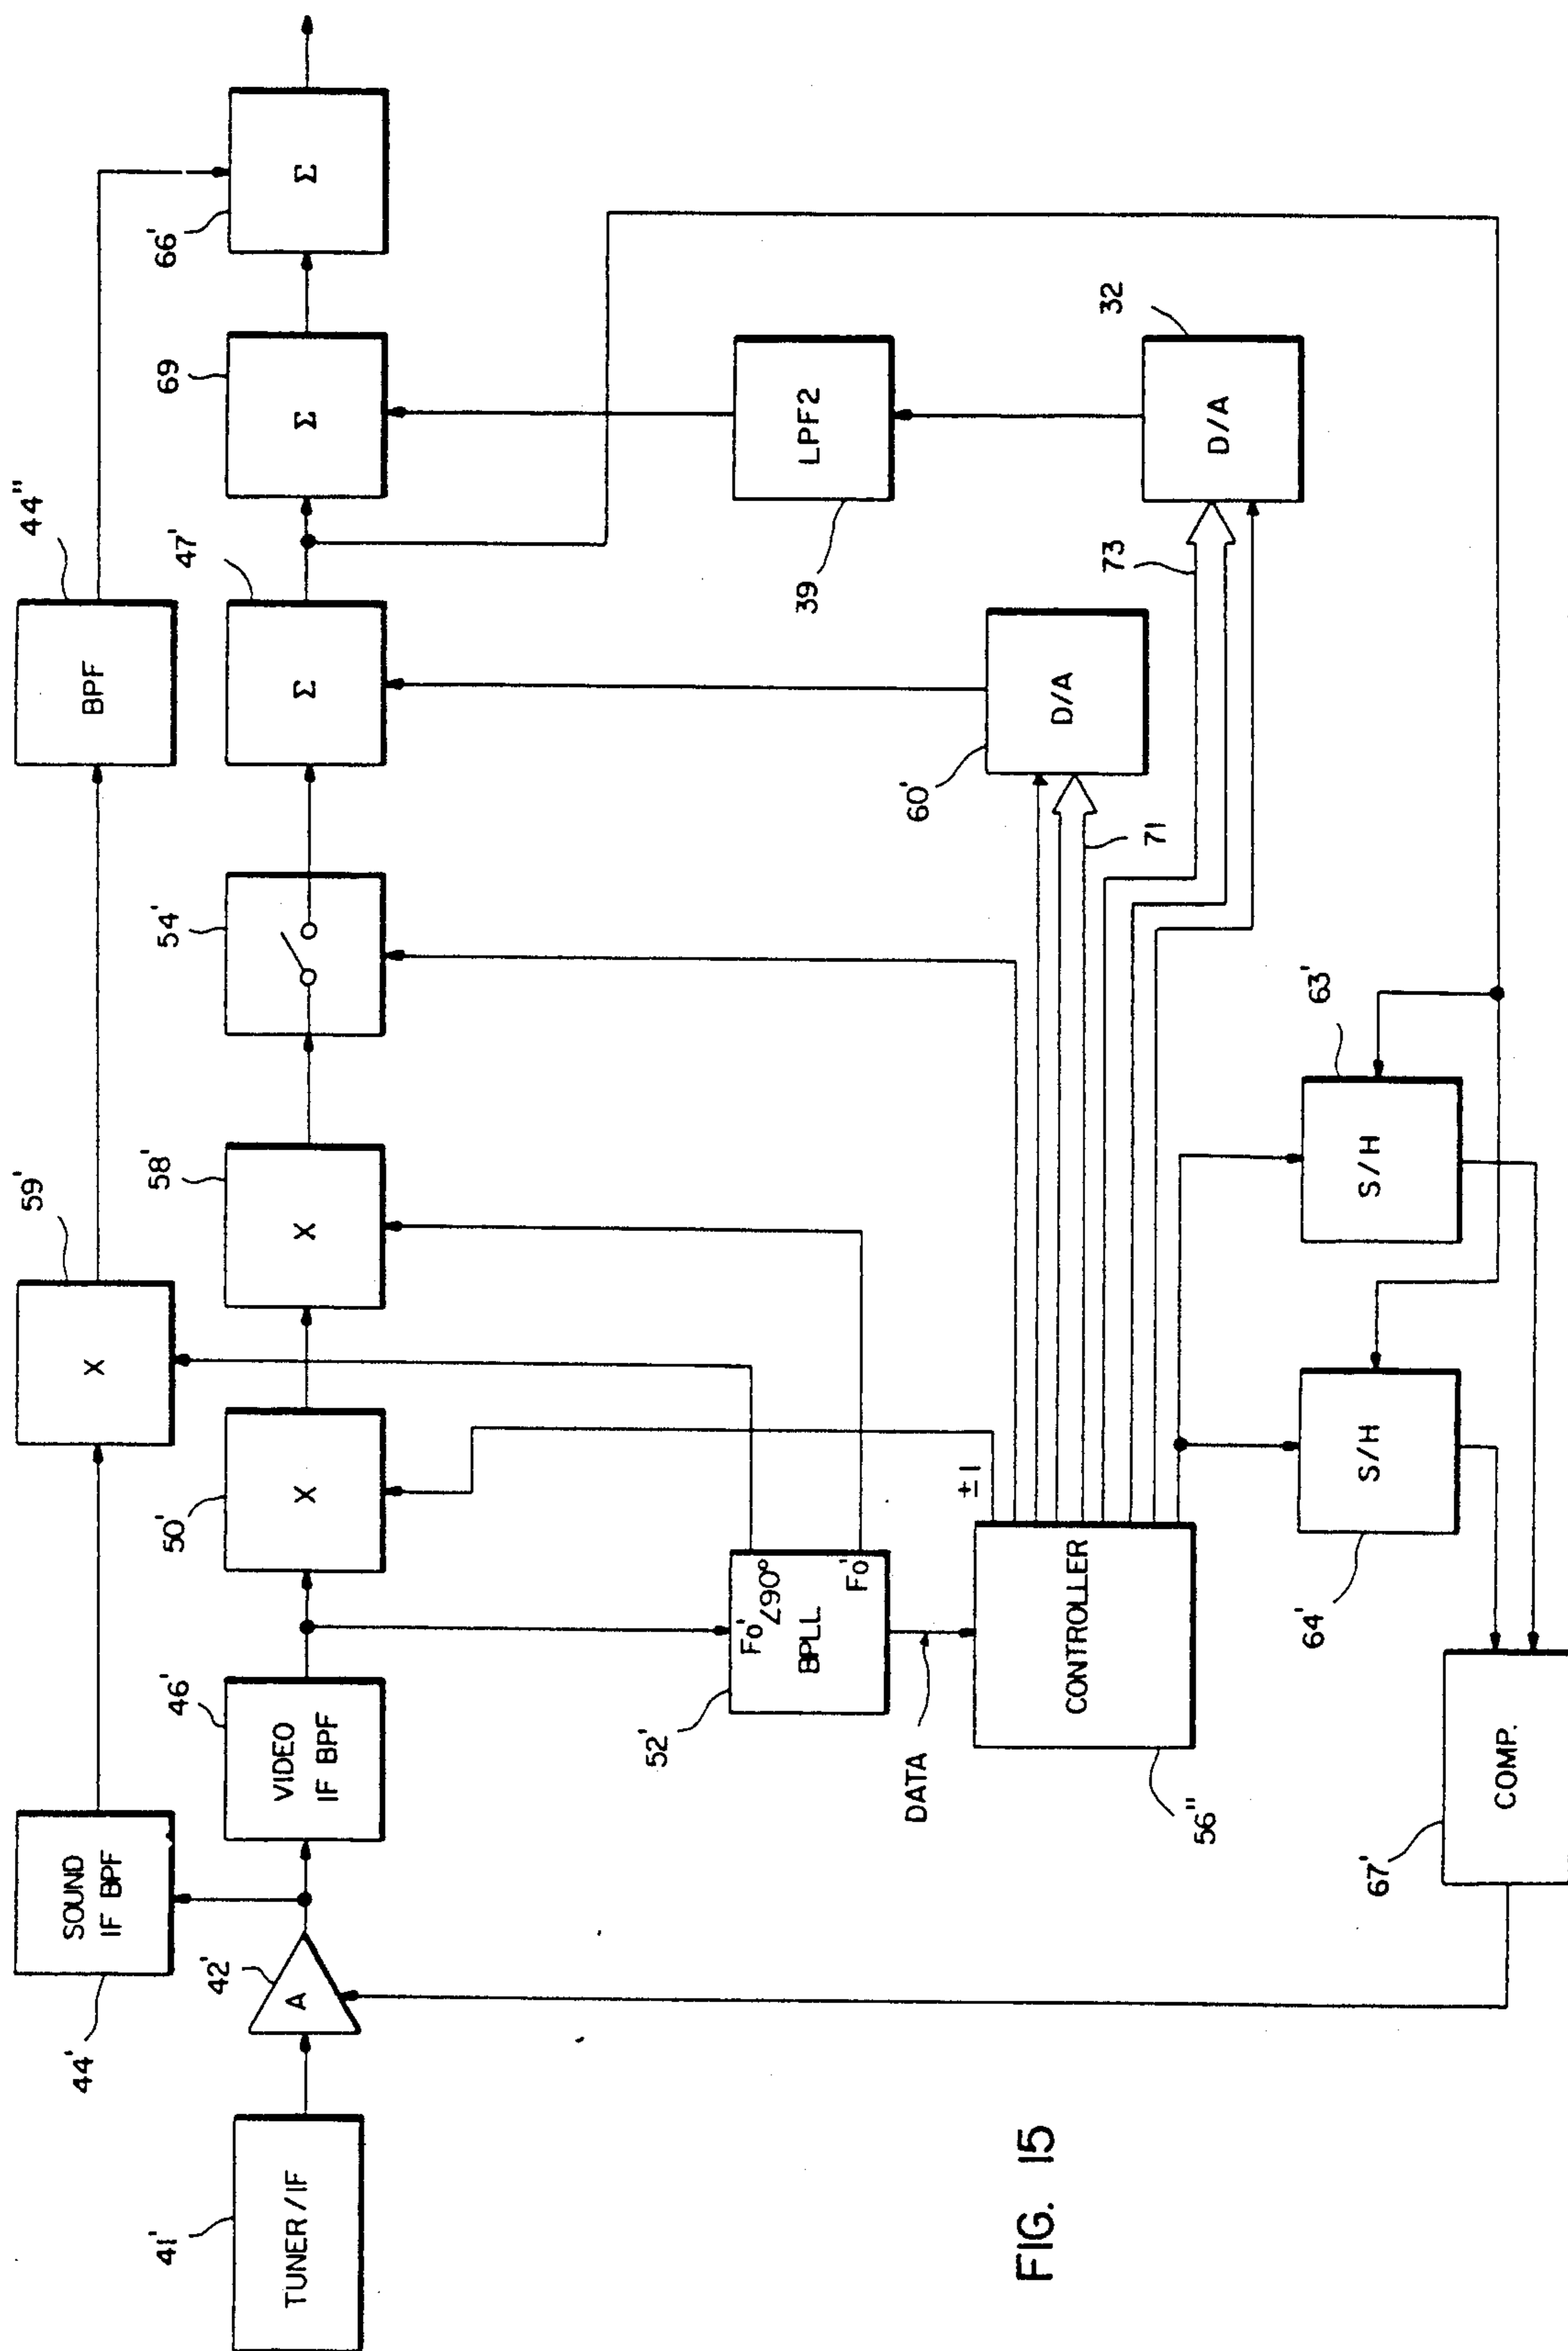 44'
SOUND
IF BPF
59'
X
44"
BPF
41'
TUNER/IF
42'
A
46'
VIDEO
IF BPF
50'
X
58'
X
54'
47'
Σ
69
Σ
66'
Σ
52'
Fo'
∠90°
BPLL
Fo'
DATA
±1
CONTROLLER
56"
60'
D/A
71
39
LPF2
73
32
D/A
64'
S/H
63'
S/H
67'
COMP.
FIG. 15